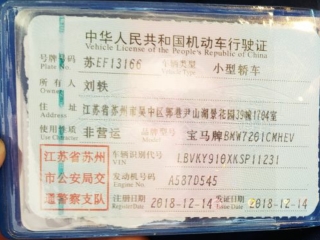 中华人民共和国机动车行驶证
Vehicle License of the People's Republic of China
号牌号码 苏EF13166 车辆类型 小型轿车
Plate No. Vehicle Type
所有人 刘轶
Owner
住址 江苏省苏州市吴中区郭巷尹山湖景花园39幢1704室
Address
使用性质 非营运 品牌型号 宝马牌BMW7201CMHEV
Use Character Model
江苏省苏州市公安局交通警察支队
车辆识别代号 LBVKY910XKSP11231
VIN
发动机号码 A5870545
Engine No.
注册日期 2018-12-14 发证日期 2018-12-14
Register Date Issue Date